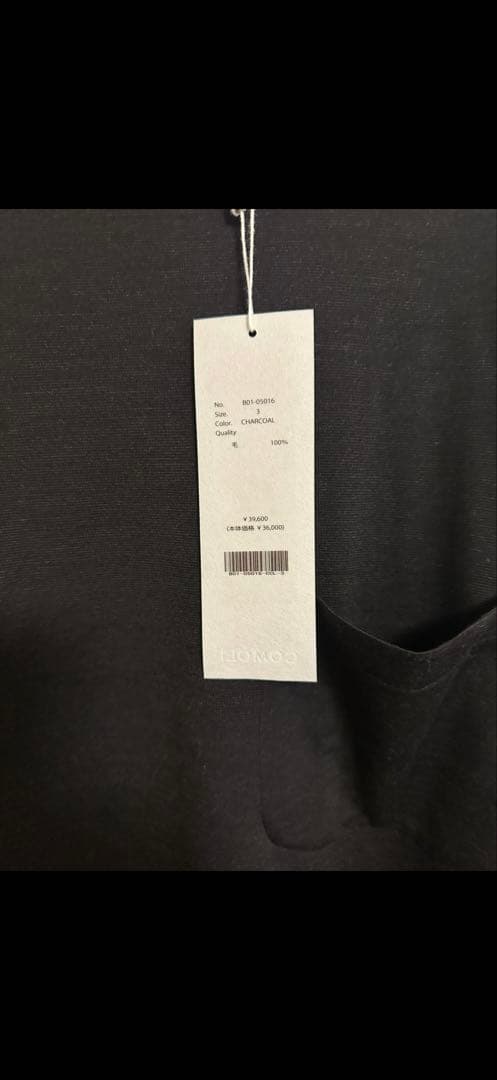 No. B01-05016
Size. 3
Color. CHARCOAL
Quality
毛 100%
¥39,600
(本体価格 ¥36,000)
COMOLI